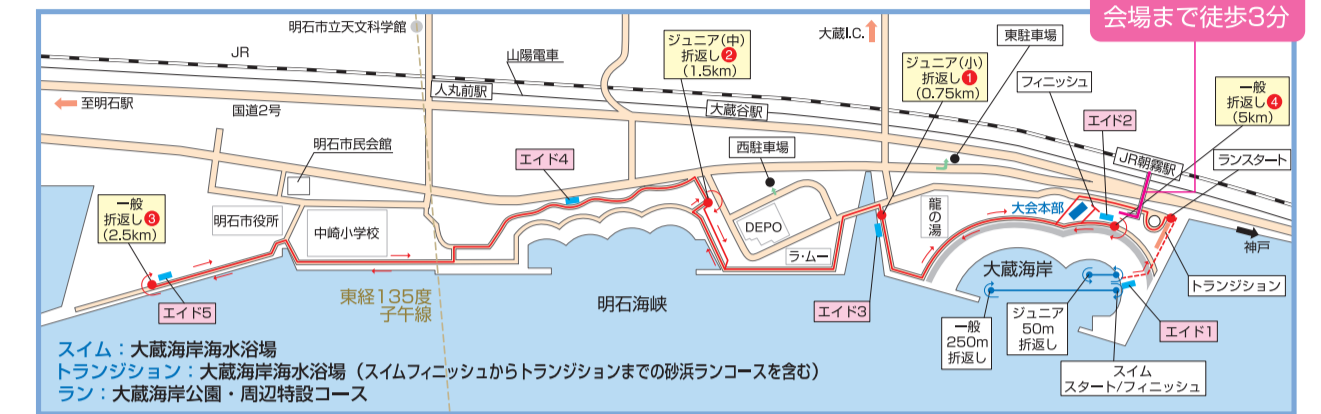 会場まで徒歩3分
明石市立天文科学館
JR
山陽電車
人丸前駅
至明石駅
国道2号
明石市民会館
大蔵谷駅
ジュニア(中)
折返し2
(1.5km)
大蔵I.C.
東駐車場
ジュニア(小)
折返し1
(0.75km)
フィニッシュ
一般
折返し4
(5km)
エイド2
JR朝霧駅
ランスタート
エイド4
西駐車場
一般
折返し3
(2.5km)
明石市役所
中崎小学校
DEPO
ラ・ムー
龍の湯
大会本部
神戸
大蔵海岸
トランジション
エイド5
東経135度
子午線
明石海峡
エイド3
一般
250m
折返し
ジュニア
50m
折返し
エイド1
スイム
スタート/フィニッシュ
スイム：大蔵海岸海水浴場
トランジション：大蔵海岸海水浴場（スイムフィニッシュからトランジションまでの砂浜ランコースを含む）
ラン：大蔵海岸公園・周辺特設コース